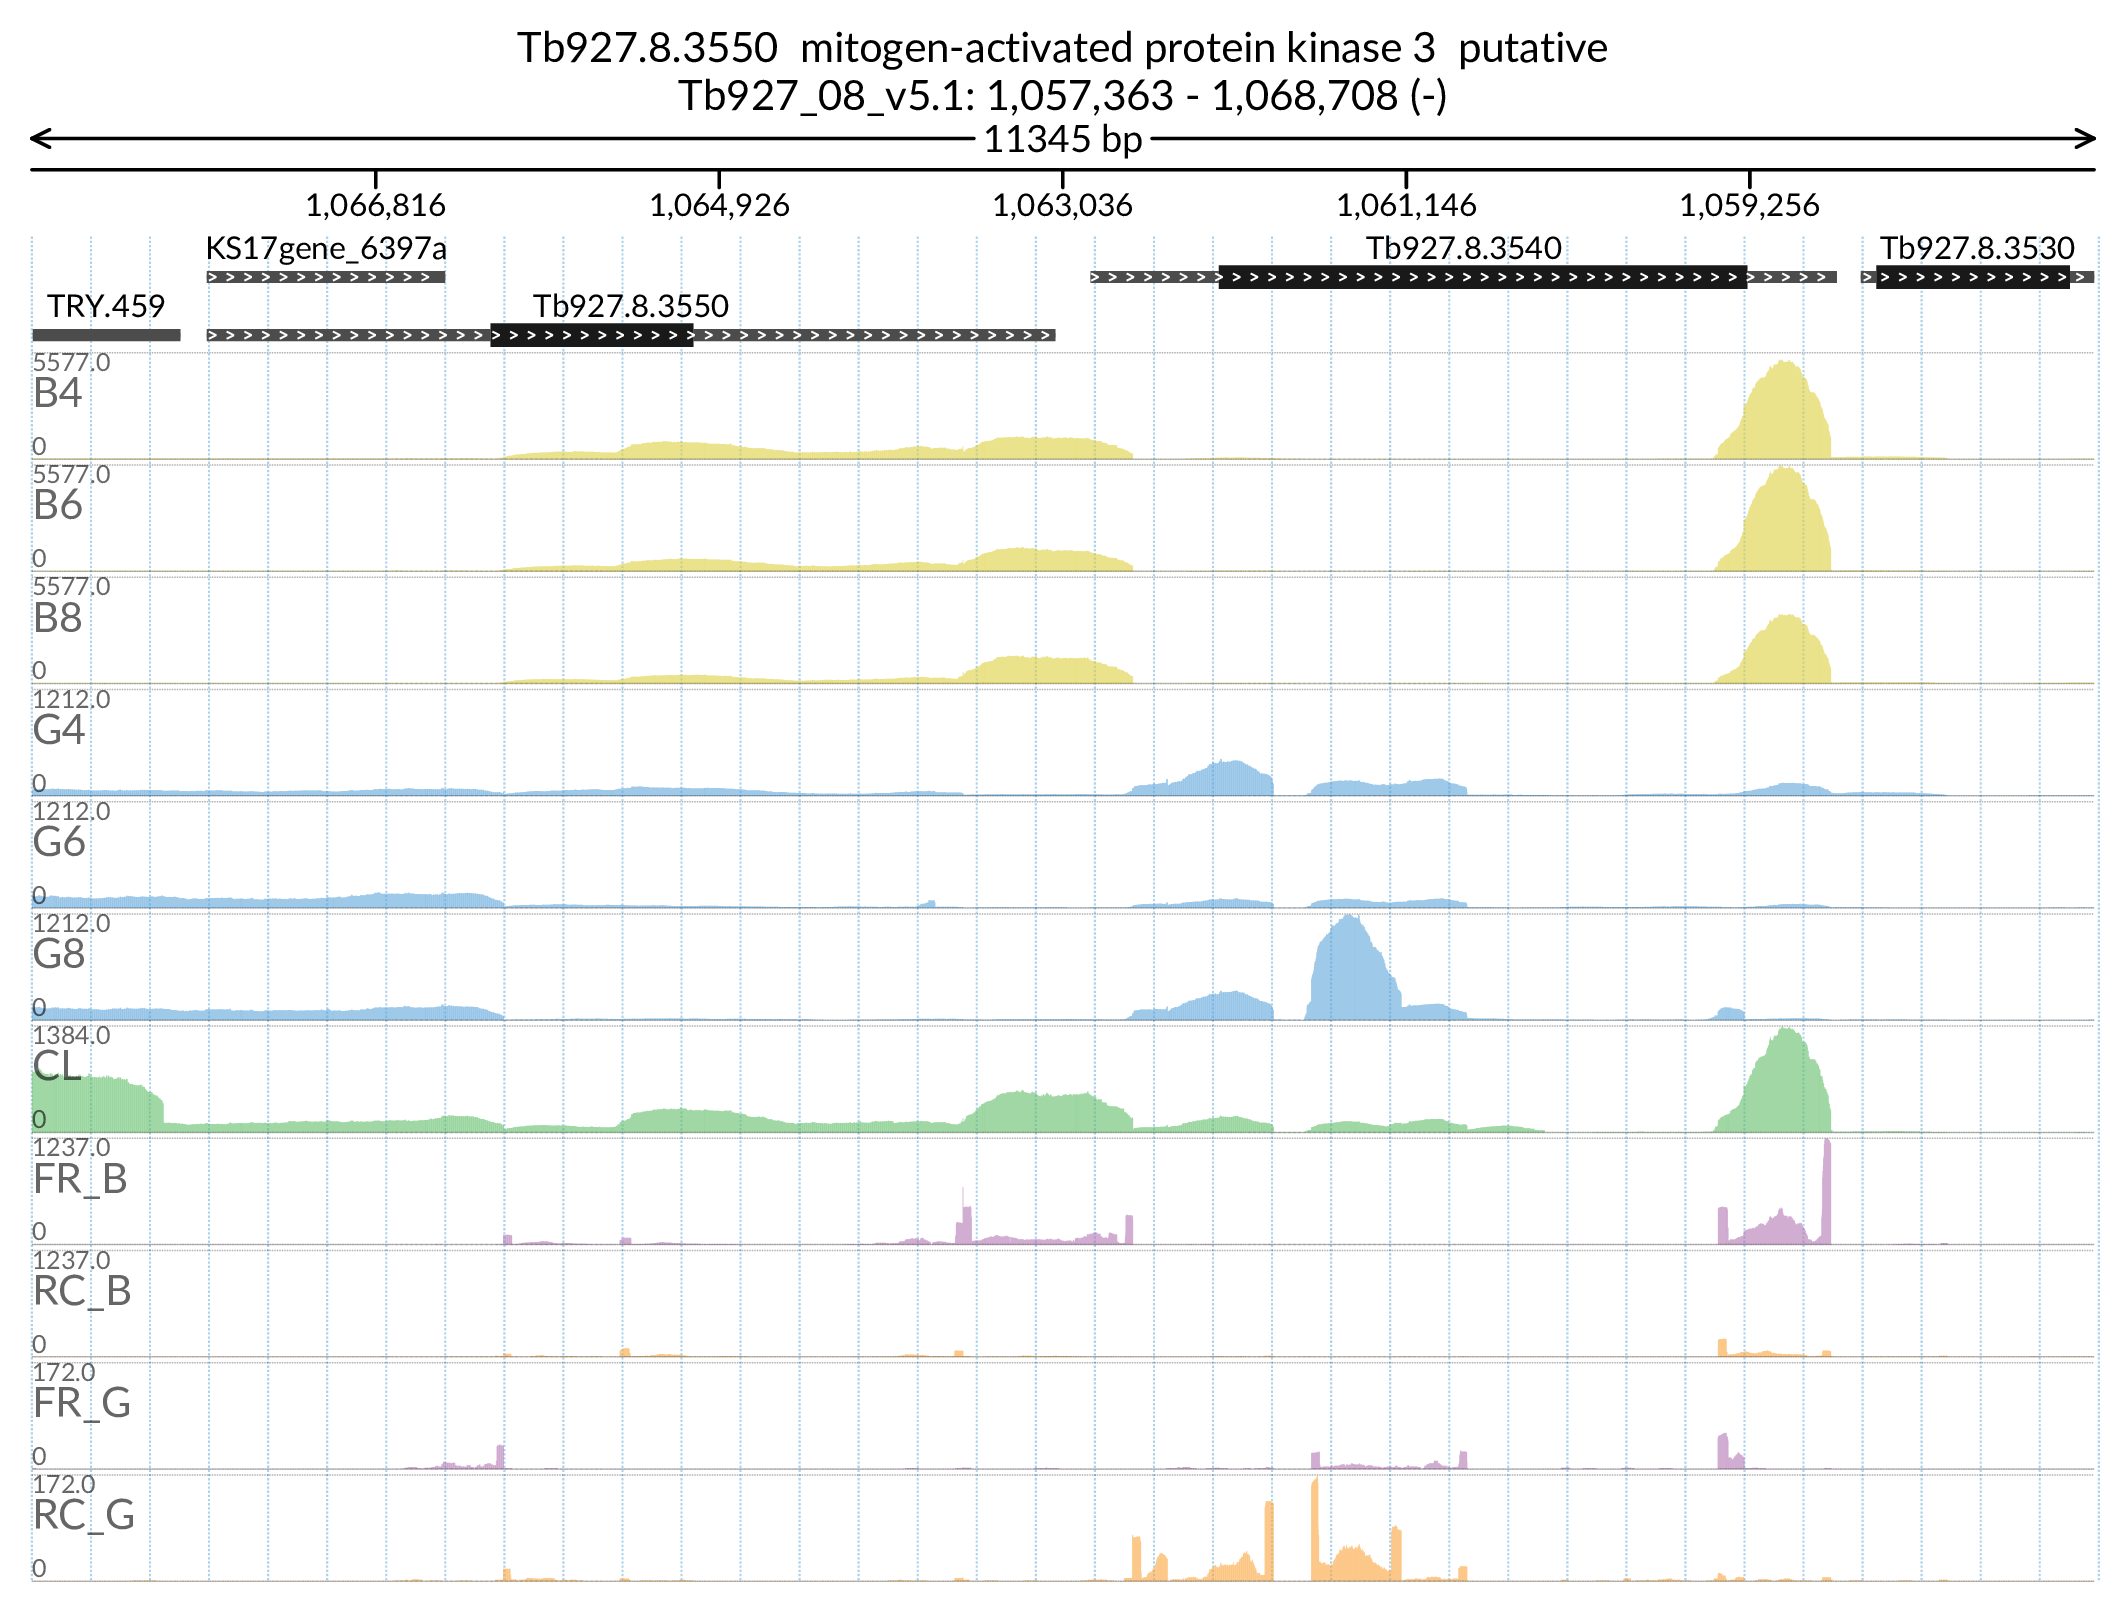 Tb927.8.3550 mitogen-activated protein kinase 3 putative
Tb927_08_v5.1: 1,057,363 - 1,068,708 (-)
11345 bp
1,066,816 1,064,926 1,063,036 1,061,146 1,059,256
KS17gene_6397a Tb927.8.3540 Tb927.8.3530
TRY.459 Tb927.8.3550
5577.0
B4
0
5577.0
B6
0
5577.0
B8
0
1212.0
G4
0
1212.0
G6
0
1212.0
G8
0
1384.0
CL
0
1237.0
FR_B
0
1237.0
RC_B
0
172.0
FR_G
0
172.0
RC_G
0